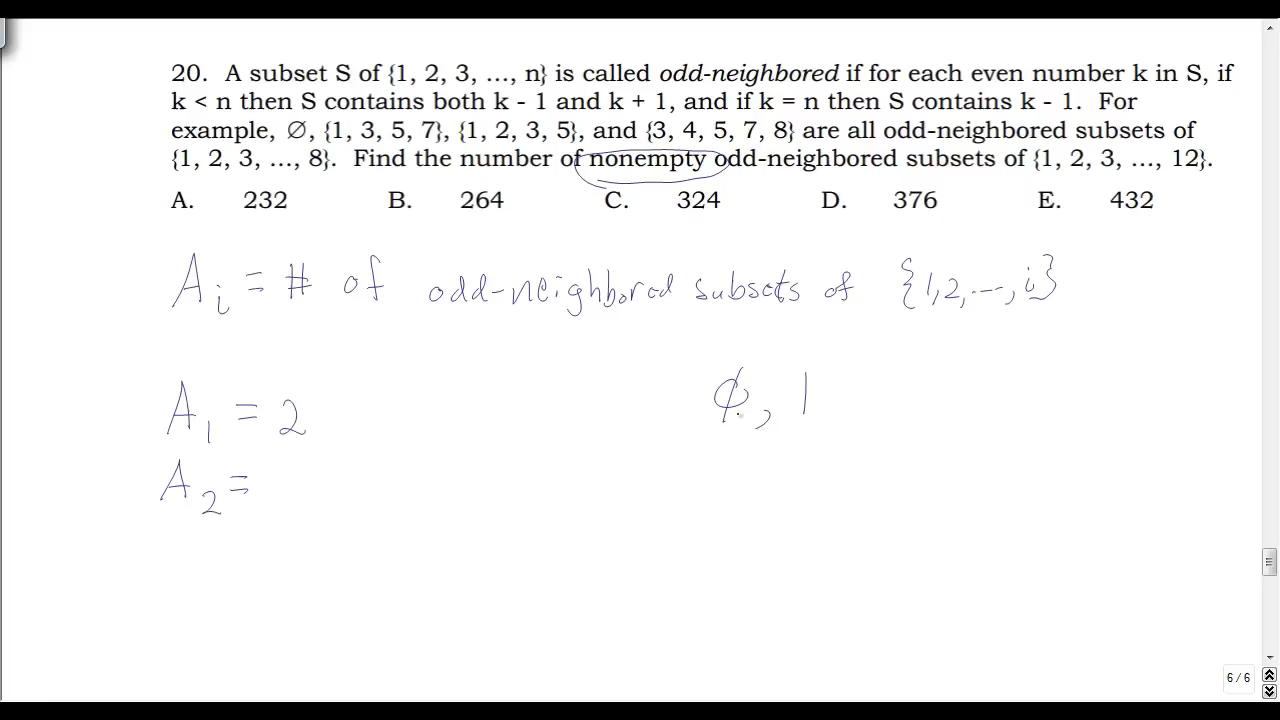 20. A subset S of {1, 2, 3, ..., n} is called odd-neighbored if for each even number k in S, if
k < n then S contains both k - 1 and k + 1, and if k = n then S contains k - 1. For
example, ∅, {1, 3, 5, 7}, {1, 2, 3, 5}, and {3, 4, 5, 7, 8} are all odd-neighbored subsets of
{1, 2, 3, ..., 8}. Find the number of nonempty odd-neighbored subsets of {1, 2, 3, ..., 12}.
A. 232 B. 264 C. 324 D. 376 E. 432
A_i = # of odd-neighbored subsets of {1,2,...,i}
A_1 = 2 ∅, 1
A_2 =
6 / 6